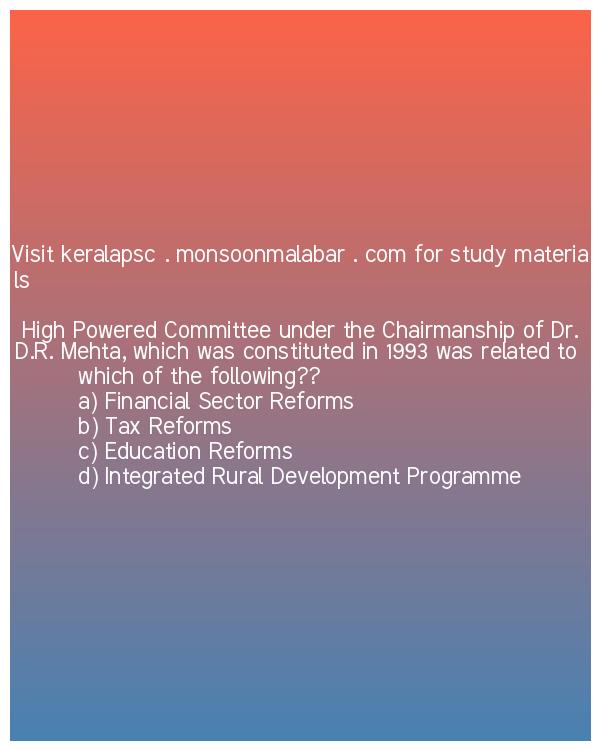 Visit keralapsc . monsoonmalabar . com for study materia
ls
High Powered Committee under the Chairmanship of Dr.
D.R. Mehta, which was constituted in 1993 was related to
which of the following??
a) Financial Sector Reforms
b) Tax Reforms
c) Education Reforms
d) Integrated Rural Development Programme